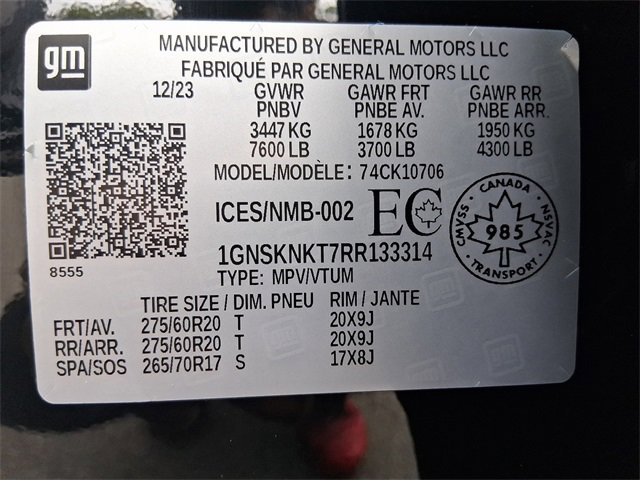 gm
MANUFACTURED BY GENERAL MOTORS LLC
FABRIQUÉ PAR GENERAL MOTORS LLC
12/23 GVWR GAWR FRT GAWR RR
PNBV PNBE AV. PNBE ARR.
3447 KG 1678 KG 1950 KG
7600 LB 3700 LB 4300 LB
MODEL/MODÈLE: 74CK10706
ICES/NMB-002 EC
CANADA
CMVSS 985 NSVAC
TRANSPORT
8555
1GNSKNKT7RR133314
TYPE: MPV/VTUM
TIRE SIZE / DIM. PNEU RIM / JANTE
FRT/AV. 275/60R20 T 20X9J
RR/ARR. 275/60R20 T 20X9J
SPA/SOS 265/70R17 S 17X8J